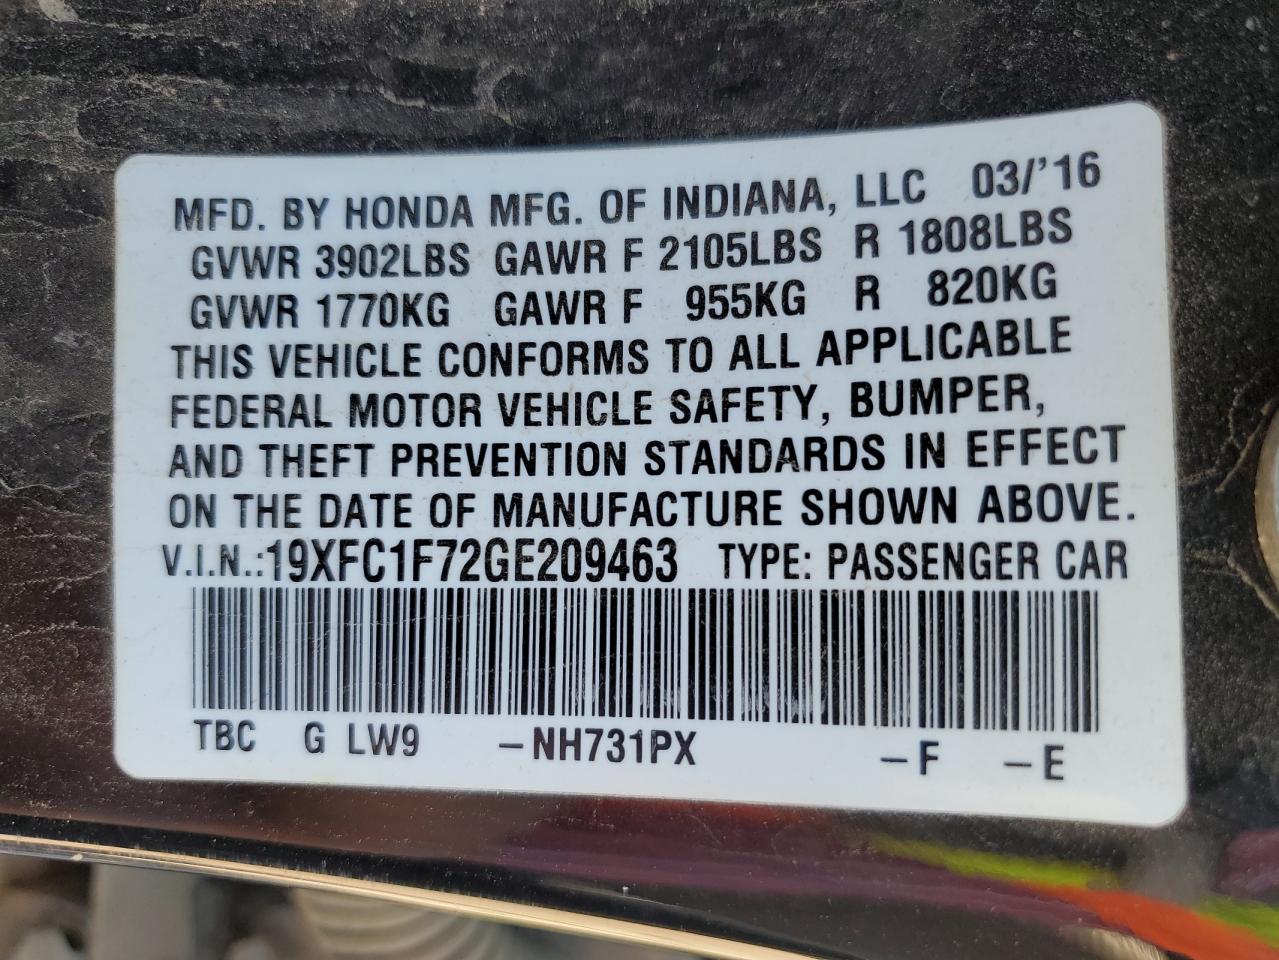 MFD. BY HONDA MFG. OF INDIANA, LLC 03/'16
GVWR 3902LBS GAWR F 2105LBS R 1808LBS
GVWR 1770KG GAWR F 955KG R 820KG
THIS VEHICLE CONFORMS TO ALL APPLICABLE
FEDERAL MOTOR VEHICLE SAFETY, BUMPER,
AND THEFT PREVENTION STANDARDS IN EFFECT
ON THE DATE OF MANUFACTURE SHOWN ABOVE.
V.I.N.:19XFC1F72GE209463 TYPE: PASSENGER CAR
TBC G LW9 -NH731PX -F -E